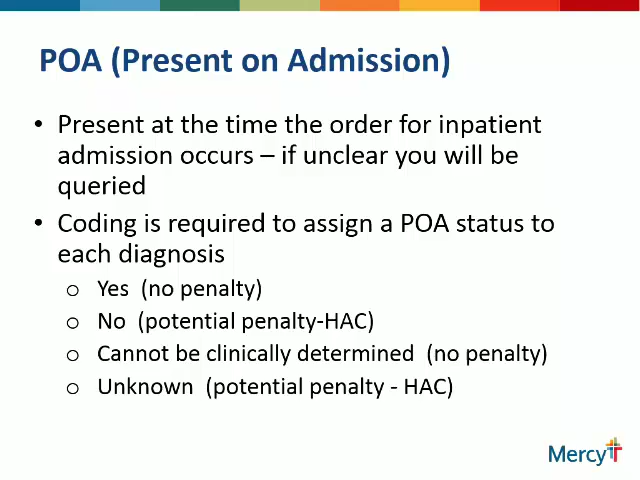 POA (Present on Admission)
• Present at the time the order for inpatient
admission occurs – if unclear you will be
queried
• Coding is required to assign a POA status to
each diagnosis
o Yes (no penalty)
o No (potential penalty-HAC)
o Cannot be clinically determined (no penalty)
o Unknown (potential penalty - HAC)
Mercy